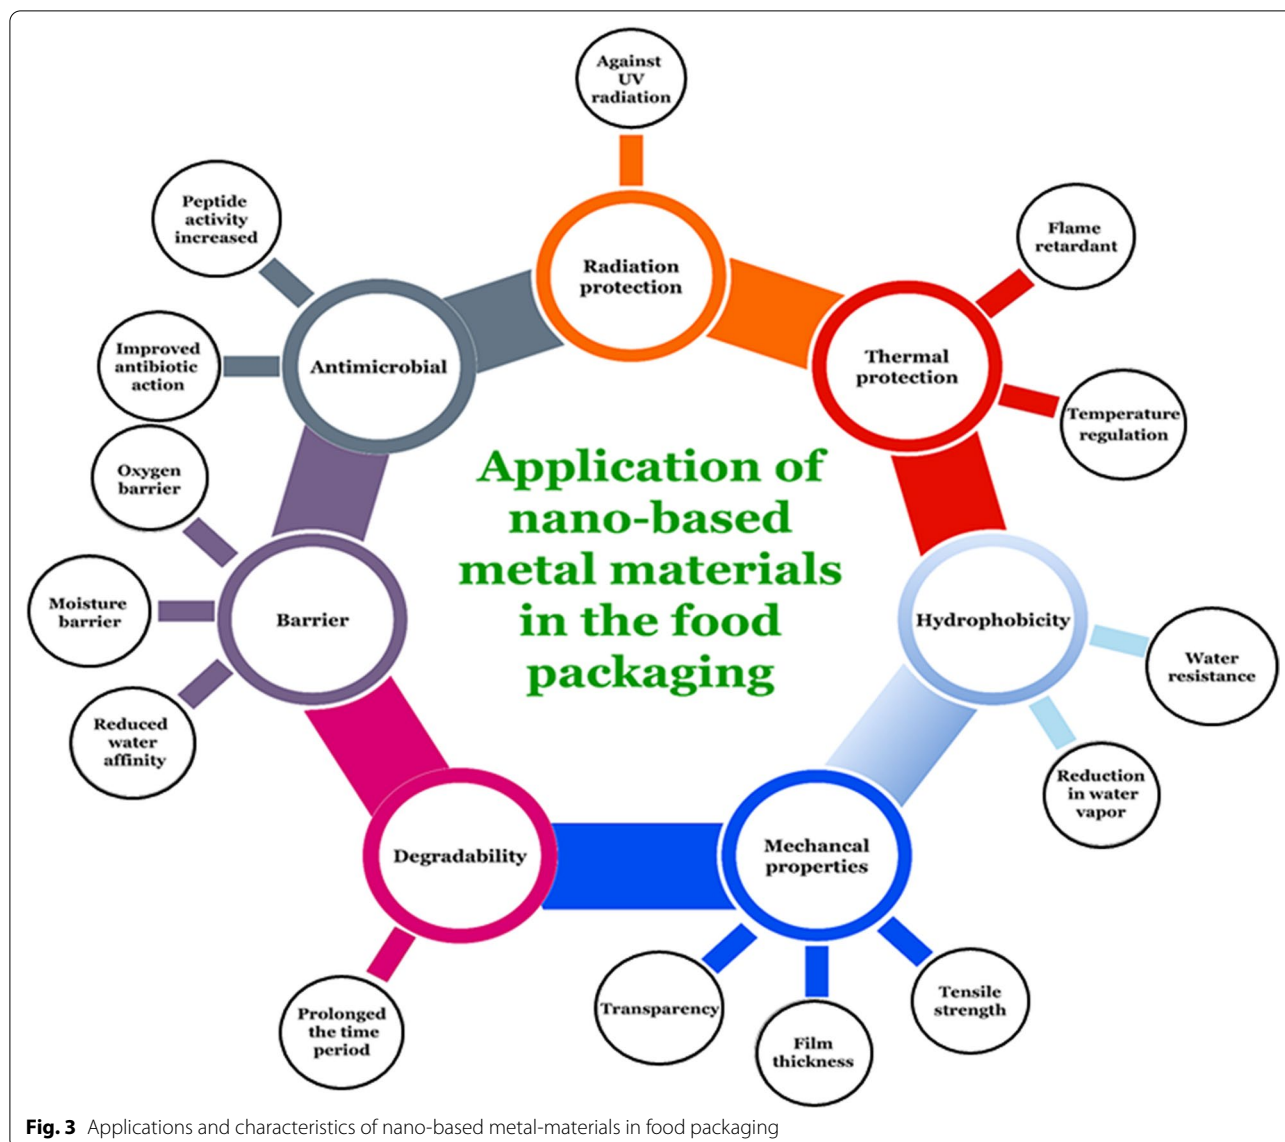 Against
UV
radiation
Radiation
protection
Flame
retardant
Thermal
protection
Temperature
regulation
Hydrophobicity
Water
resistance
Reduction
in water
vapor
Mechancal
properties
Tensile
strength
Film
thickness
Transparency
Degradability
Prolonged
the time
period
Barrier
Reduced
water
affinity
Moisture
barrier
Oxygen
barrier
Antimicrobial
Improved
antibiotic
action
Peptide
activity
increased
Application of
nano-based
metal materials
in the food
packaging
Fig. 3 Applications and characteristics of nano-based metal-materials in food packaging